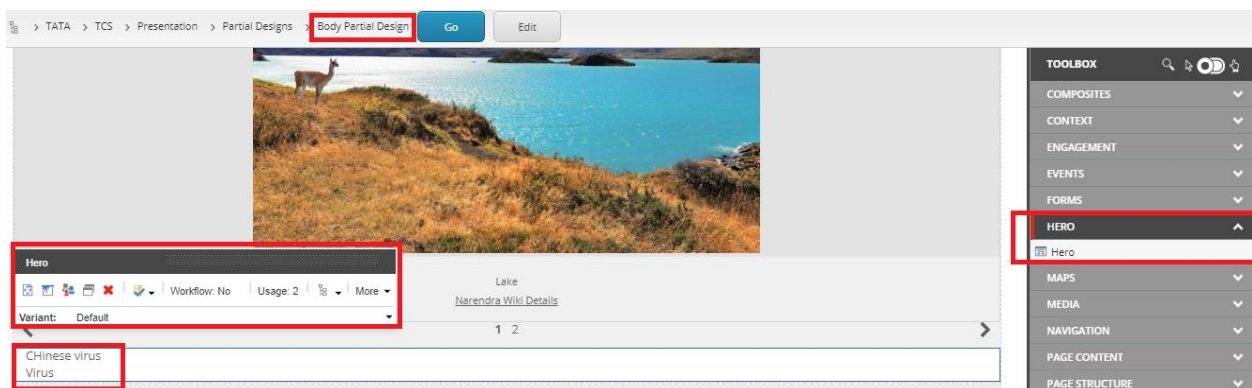 > TATA > TCS > Presentation > Partial Designs > Body Partial Design Go Edit
TOOLBOX
COMPOSITES
CONTEXT
ENGAGEMENT
EVENTS
FORMS
HERO
Hero
MAPS
MEDIA
NAVIGATION
PAGE CONTENT
PAGE STRUCTURE
Hero
Workflow: No Usage: 2 More
Variant: Default
Lake
Narendra Wiki Details
1 2
CHinese virus
Virus